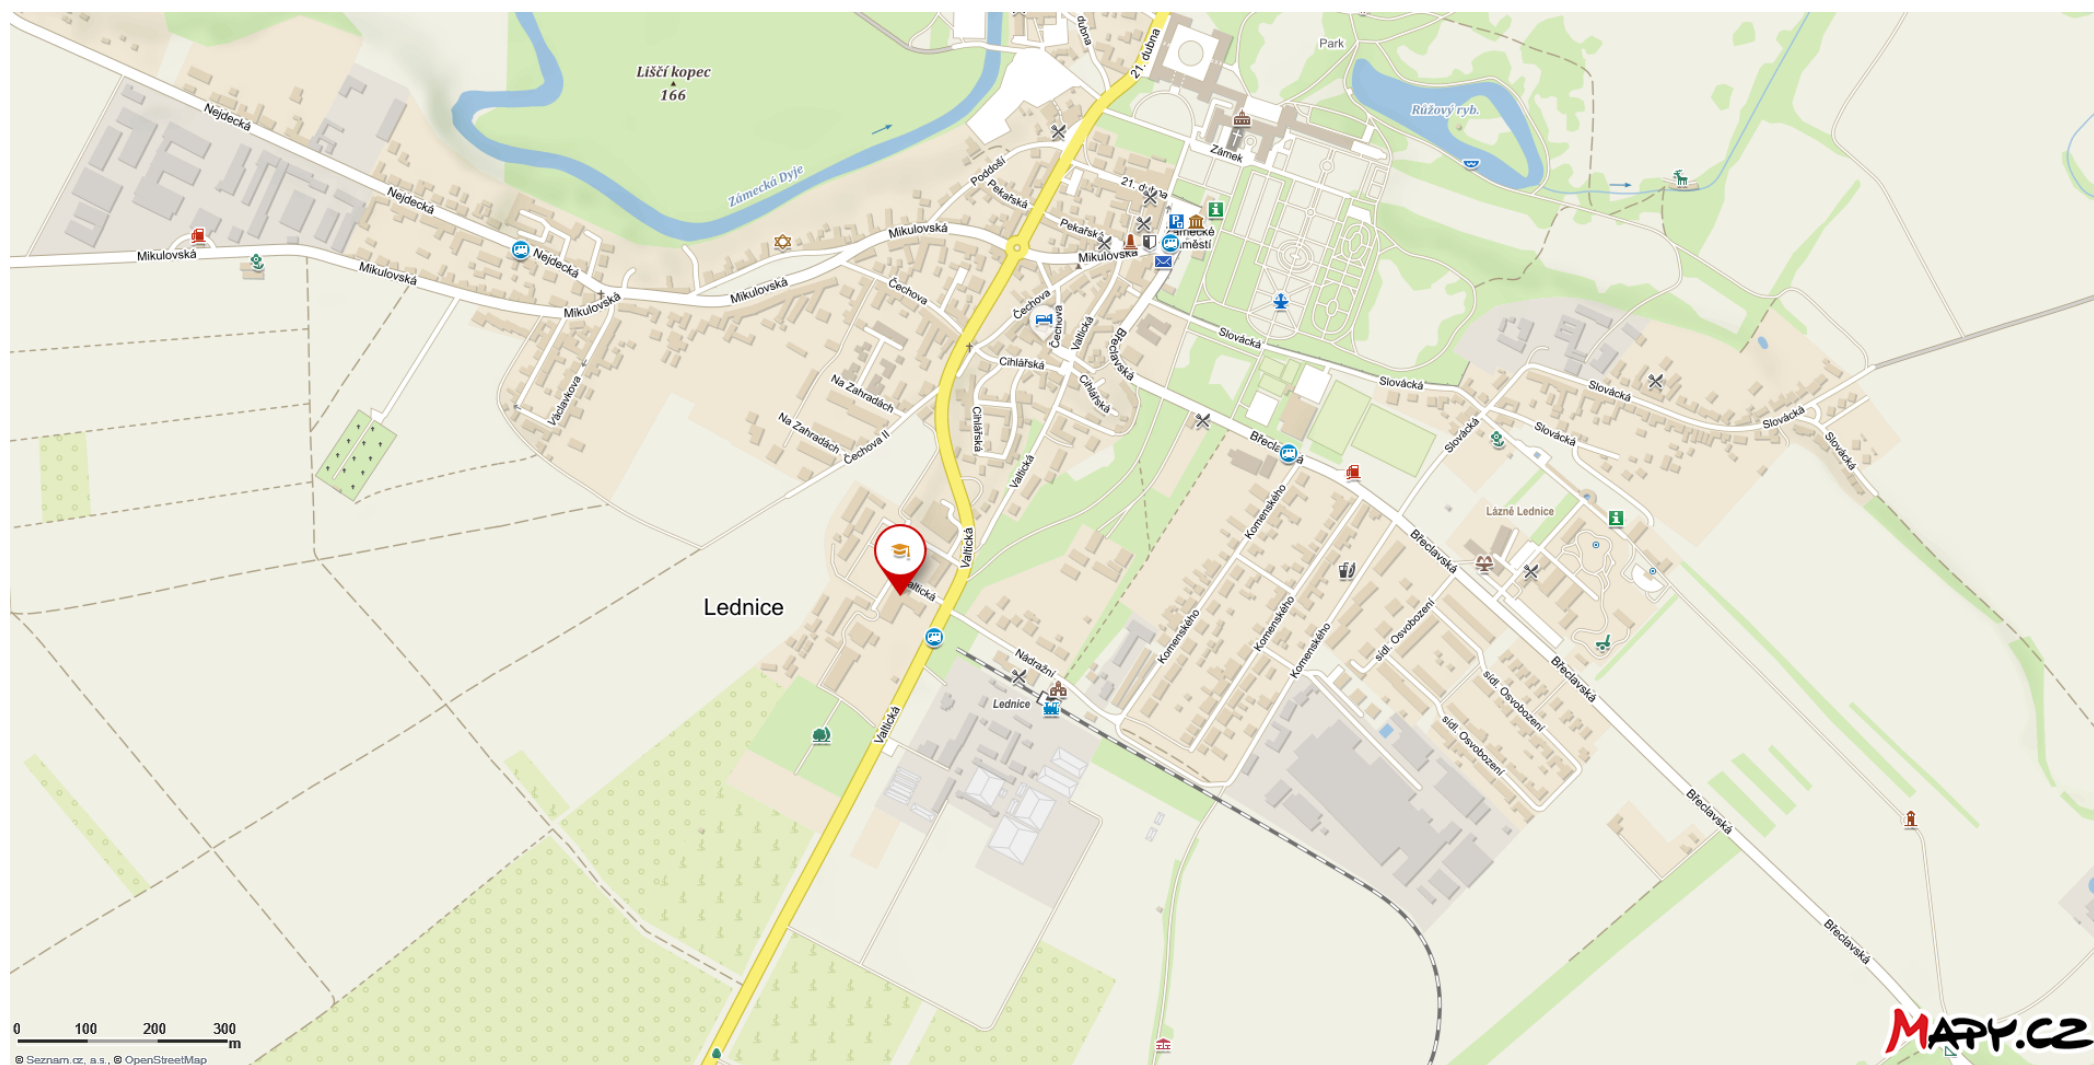 dubna
21. dubna
Park
Liščí kopec
166
Růžový ryb.
Nejdecká
Zámek
Poddoší
Zámecká Dyje
Nejdecká
Pekařská
21. dubna
Pekařská
Mikulovská
Zámecké
náměstí
Mikulovská
Nejdecká
Mikulovská
Mikulovská
Mikulovská
Mikulovská
Čechova
Čechova
Čechova
Valtická
Břeclavská
Slovácká
Cihlářská
Cihlářská
Na Zahradách
Václavkova
Slovácká
Slovácká
Slovácká
Cihlářská
Na Zahradách
Čechova II
Břeclavská
Slovácká
Slovácká
Slovácká
Valtická
Komenského
Lázně Lednice
Valtická
Břeclavská
Valtická
Lednice
Komenského
Komenského
Komenského
sídl. Osvobození
Nádražní
Břeclavská
Lednice
sídl. Osvobození
Valtická
sídl. Osvobození
Břeclavská
Břeclavská
0 100 200 300
m
© Seznam.cz, a.s., © OpenStreetMap
MAPY.CZ